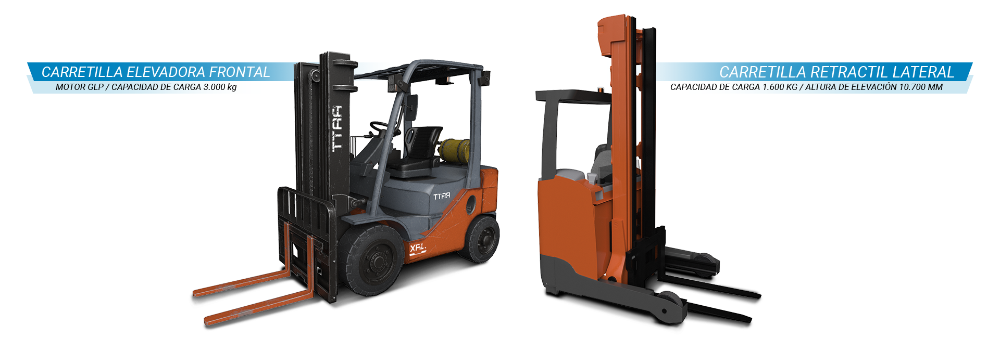 CARRETILLA ELEVADORA FRONTAL
MOTOR GLP / CAPACIDAD DE CARGA 3.000 kg
CARRETILLA RETRACTIL LATERAL
CAPACIDAD DE CARGA 1.600 KG / ALTURA DE ELEVACIÓN 10.700 MM
TTAA
TTAA
XAL.